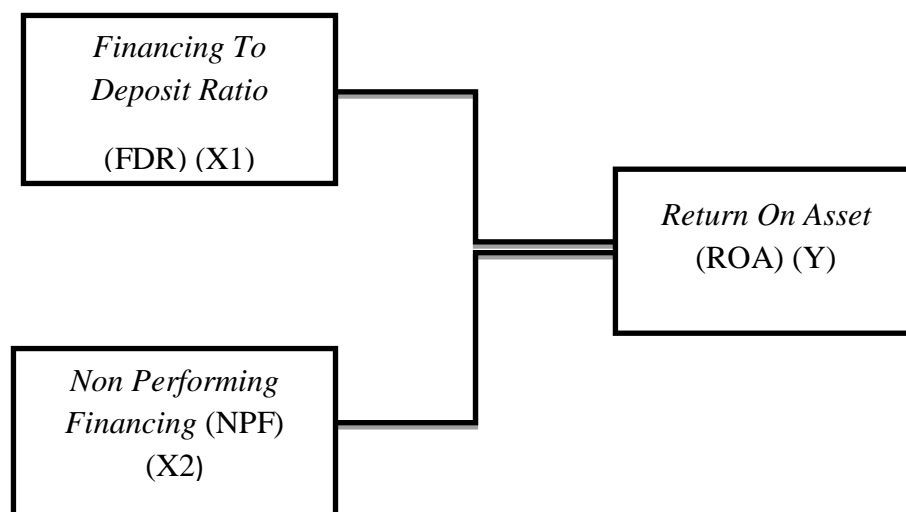 Financing To
Deposit Ratio
(FDR) (X1)
Return On Asset
(ROA) (Y)
Non Performing
Financing (NPF)
(X2)